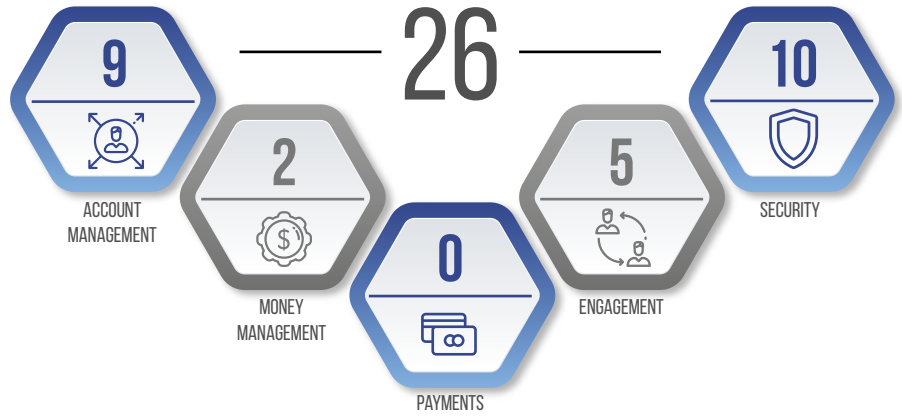 26
9
ACCOUNT
MANAGEMENT
2
$
MONEY
MANAGEMENT
0
PAYMENTS
5
ENGAGEMENT
10
SECURITY